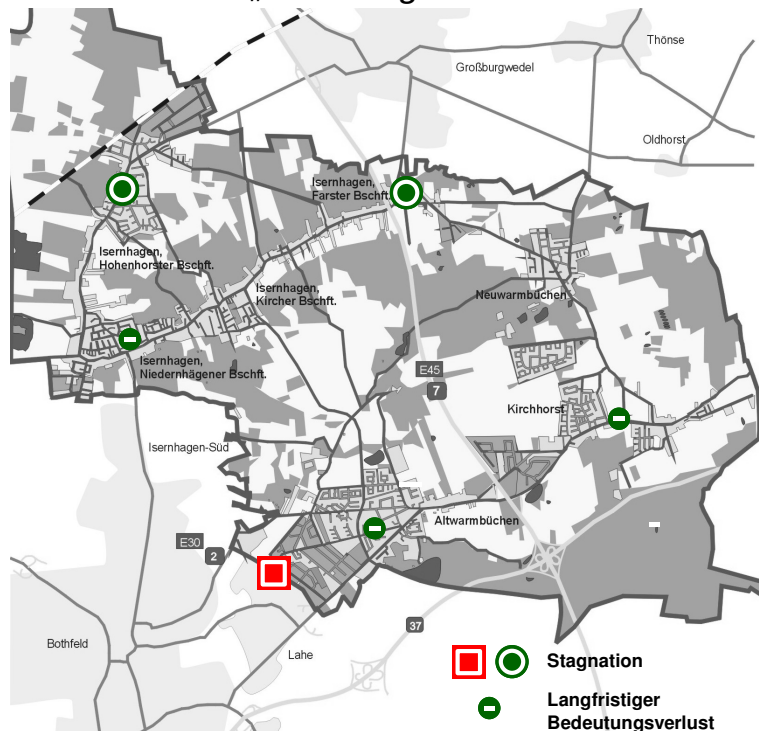 Thönse
Großburgwedel
Oldhorst
Isernhagen,
Farster Bschft.
Isernhagen,
Hohenhorster Bschft.
Isernhagen,
Kircher Bschft.
Neuwarmbüchen
Isernhagen,
Niedernhägener Bschft.
E45
7
Kirchhorst
Isernhagen-Süd
Altwarmbüchen
E30
2
37
Bothfeld
Lahe
Stagnation
Langfristiger
Bedeutungsverlust